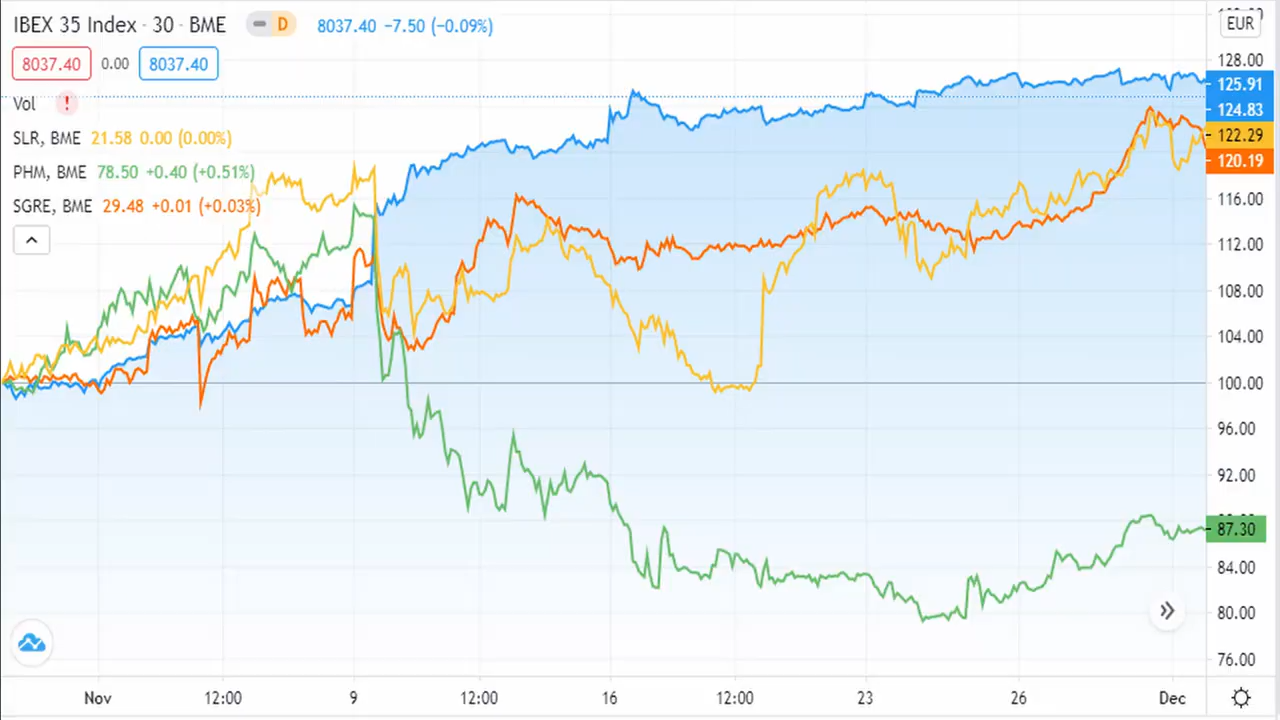 IBEX 35 Index · 30 · BME D 8037.40 −7.50 (−0.09%)
8037.40 0.00 8037.40
Vol !
SLR, BME 21.58 0.00 (0.00%)
PHM, BME 78.50 +0.40 (+0.51%)
SGRE, BME 29.48 +0.01 (+0.03%)
EUR
128.00
125.91
124.83
122.29
120.19
116.00
112.00
108.00
104.00
100.00
96.00
92.00
87.30
84.00
80.00
76.00
Nov 12:00 9 12:00 16 12:00 23 26 Dec